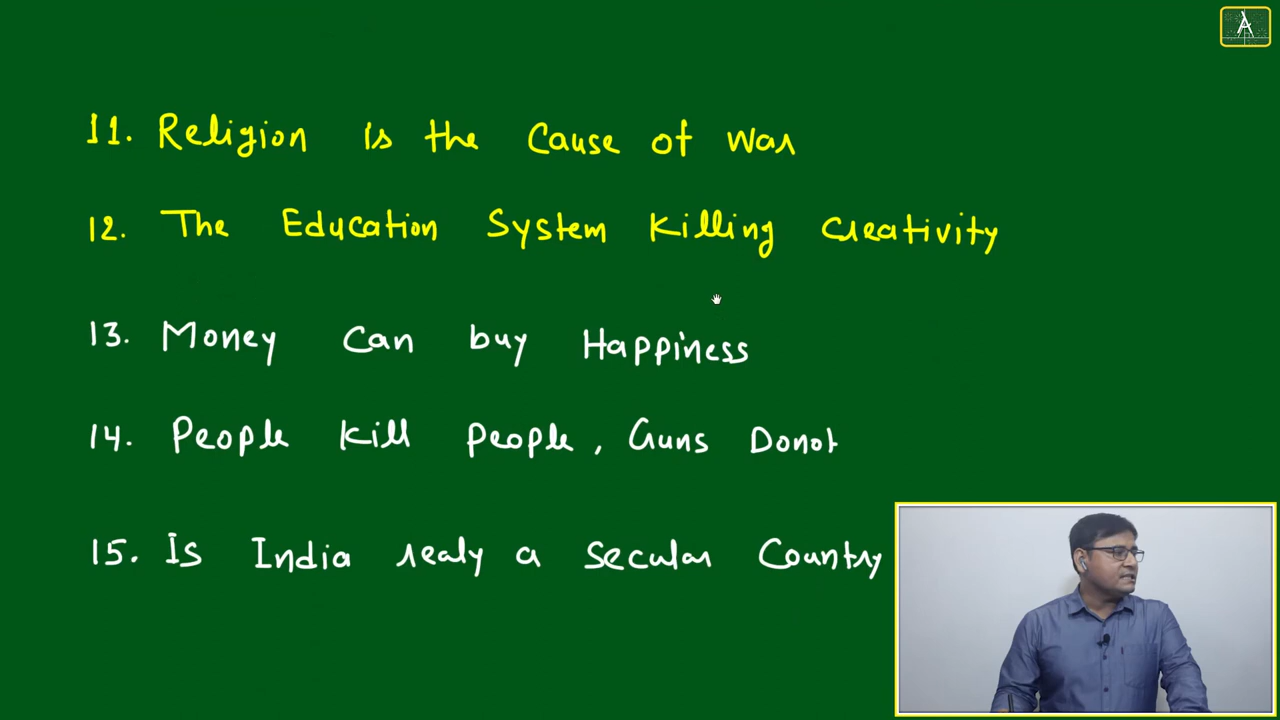 11. Religion is the Cause of War
12. The Education System Killing Creativity
13. Money Can buy Happiness
14. People Kill people, Guns Donot
15. Is India realy a Secular Country
A